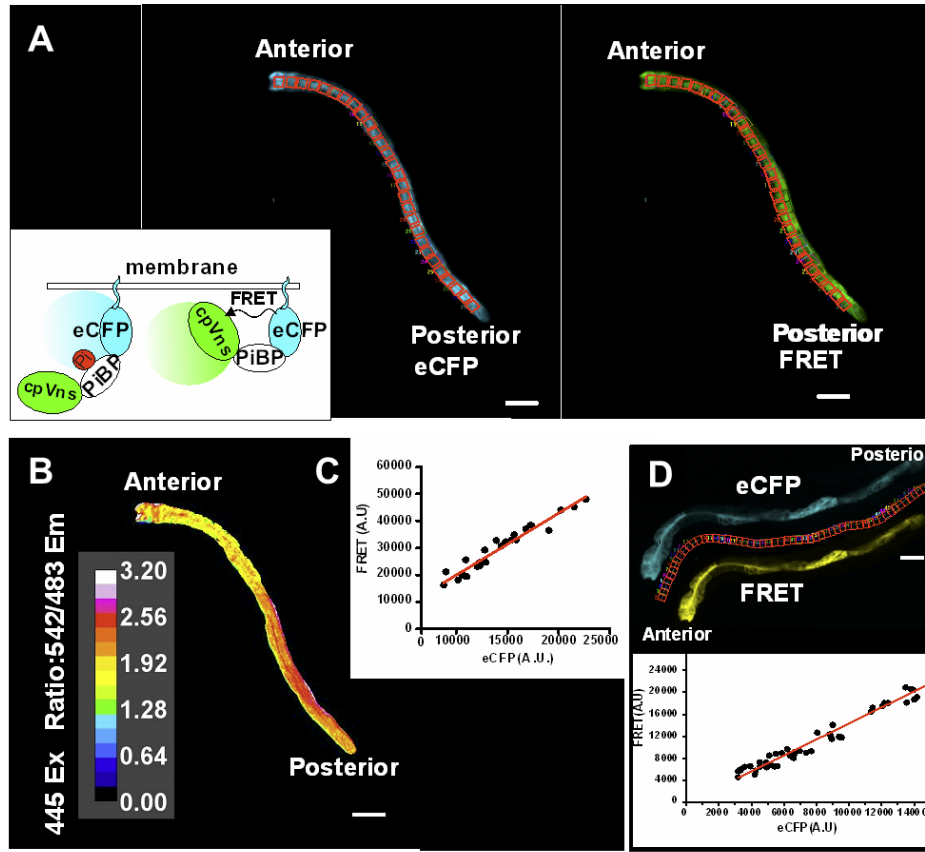 A
Anterior
Anterior
Posterior
eCFP
Posterior
FRET
membrane
FRET
eCFP
Pi
PiBP
cpVns
cpVns
PiBP
eCFP
B
Anterior
Posterior
445 Ex Ratio:542/483 Em
3.20
2.56
1.92
1.28
0.64
0.00
C
60000
50000
40000
30000
20000
10000
0
FRET (A.U)
0
10000
15000
20000
25000
eCFP (A.U.)
D
Posterio
eCFP
FRET
Anterior
24000
20000
16000
12000
8000
4000
0
FRET(A.U)
0
2000
4000
6000
8000
10000
12000
1400
eCFP(A.U)